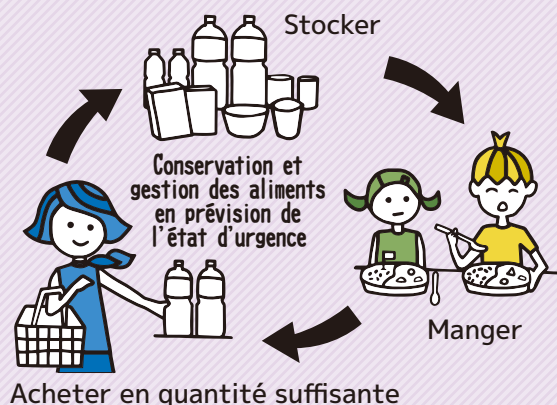 Stocker
Conservation et
gestion des aliments
en prévision de
l'état d'urgence
Manger
Acheter en quantité suffisante